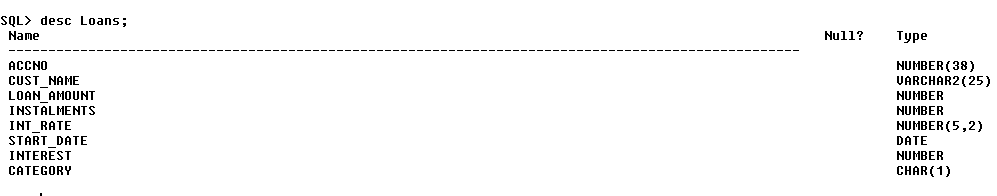 SQL> desc Loans;
Name Null? Type
--------------------------------------------------------------------------------
ACCNO NUMBER(38)
CUST_NAME VARCHAR2(25)
LOAN_AMOUNT NUMBER
INSTALMENTS NUMBER
INT_RATE NUMBER(5,2)
START_DATE DATE
INTEREST NUMBER
CATEGORY CHAR(1)